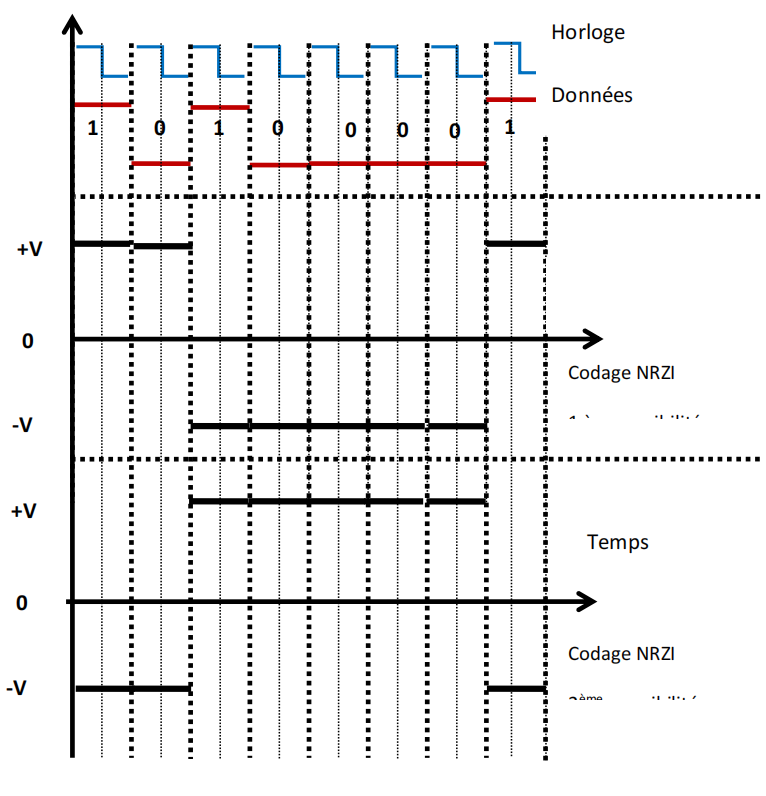 Horloge
Données
1 0 1 0 0 0 0 1
+V
0
Codage NRZI
-V
+V
Temps
0
Codage NRZI
-V